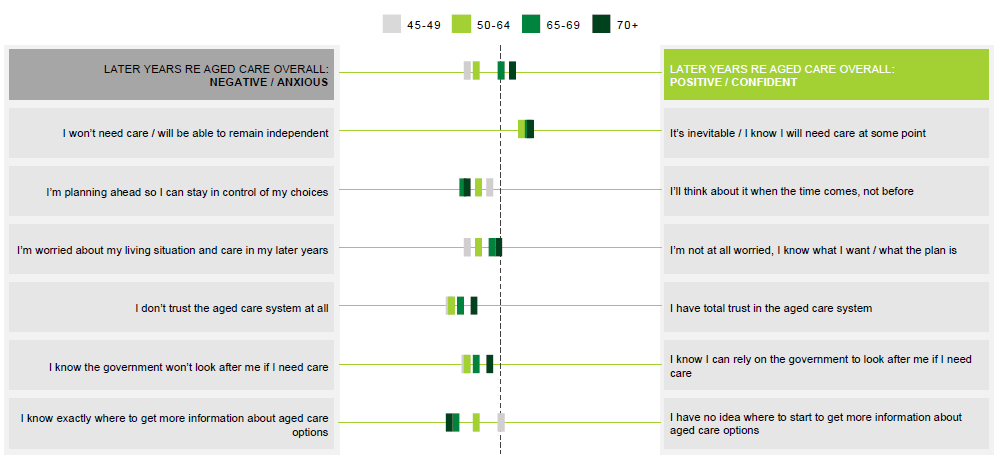 45-49 50-64 65-69 70+
LATER YEARS RE AGED CARE OVERALL:
NEGATIVE / ANXIOUS
LATER YEARS RE AGED CARE OVERALL:
POSITIVE / CONFIDENT
I won't need care / will be able to remain independent
It's inevitable / I know I will need care at some point
I'm planning ahead so I can stay in control of my choices
I'll think about it when the time comes, not before
I'm worried about my living situation and care in my later years
I'm not at all worried, I know what I want / what the plan is
I don't trust the aged care system at all
I have total trust in the aged care system
I know the government won't look after me if I need care
I know I can rely on the government to look after me if I need
care
I know exactly where to get more information about aged care
options
I have no idea where to start to get more information about
aged care options